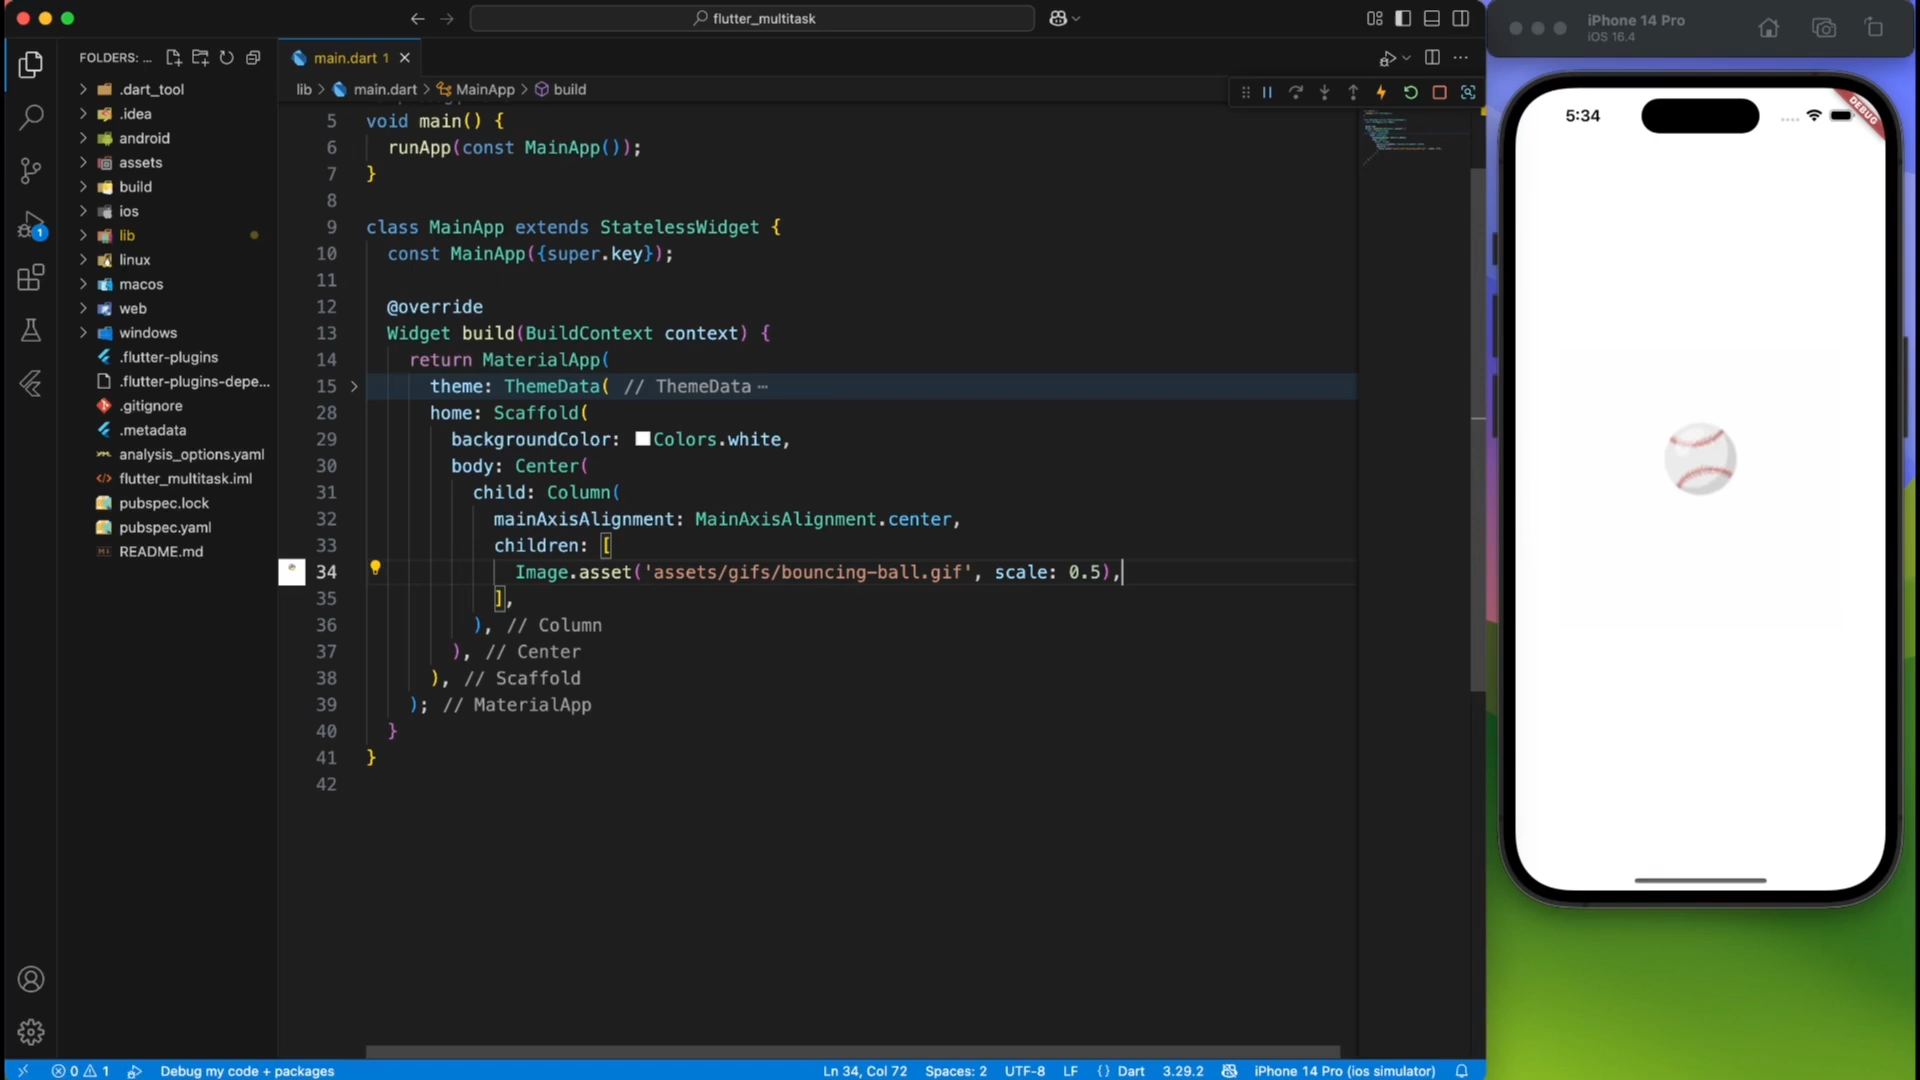 flutter_multitask
FOLDERS: ...
.dart_tool
.idea
android
assets
build
ios
lib
linux
macos
web
windows
.flutter-plugins
.flutter-plugins-depe...
.gitignore
.metadata
analysis_options.yaml
flutter_multitask.iml
pubspec.lock
pubspec.yaml
README.md
1
main.dart 1
lib > main.dart > MainApp > build
5 void main() {
6 runApp(const MainApp());
7 }
8
9 class MainApp extends StatelessWidget {
10 const MainApp({super.key});
11
12 @override
13 Widget build(BuildContext context) {
14 return MaterialApp(
15 theme: ThemeData( // ThemeData ⋯
28 home: Scaffold(
29 backgroundColor: Colors.white,
30 body: Center(
31 child: Column(
32 mainAxisAlignment: MainAxisAlignment.center,
33 children: [
34 Image.asset('assets/gifs/bouncing-ball.gif', scale: 0.5),
35 ],
36 ), // Column
37 ), // Center
38 ), // Scaffold
39 ); // MaterialApp
40 }
41 }
42
0 1 Debug my code + packages
Ln 34, Col 72 Spaces: 2 UTF-8 LF {} Dart 3.29.2 iPhone 14 Pro (ios simulator)
iPhone 14 Pro
iOS 16.4
5:34
DEBUG